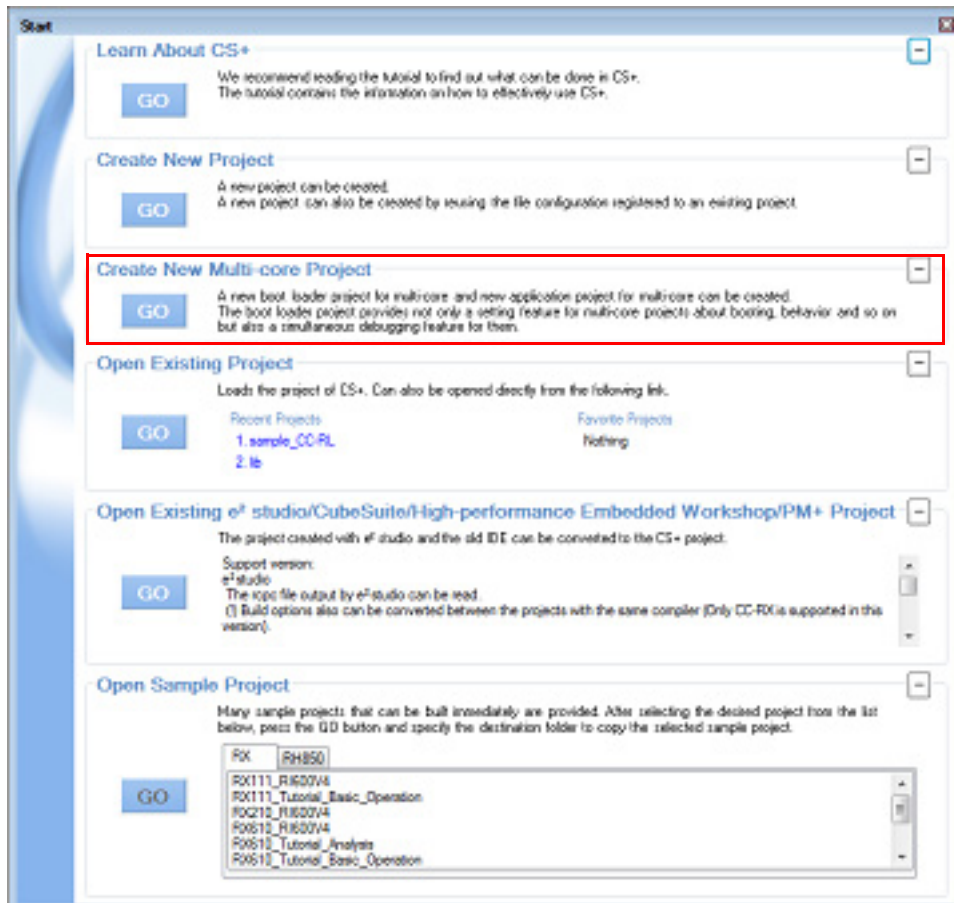 Start
Learn About CS+
GO
We recommend reading the tutorial to find out what can be done in CS+.
The tutorial contains the information on how to effectively use CS+.
Create New Project
GO
A new project can be created.
A new project can also be created by reusing the file configuration registered to an existing project.
Create New Multi-core Project
GO
A new boot loader project for multi-core and new application project for multi-core can be created.
The boot loader project provides not only a setting feature for multi-core projects about booting, behavior and so on
but also a simultaneous debugging feature for them.
Open Existing Project
Loads the project of CS+. Can also be opened directly from the following link.
GO
Recent Projects
Favorite Projects
1. sample_CC-RL
Nothing
2. lib
Open Existing e² studio/CubeSuite/High-performance Embedded Workshop/PM+ Project
The project created with e² studio and the old IDE can be converted to the CS+ project.
GO
Support version:
e² studio
The rcpc file output by e² studio can be read.
(1) Build options also can be converted between the projects with the same compiler (Only CC-RX is supported in this
version).
Open Sample Project
Many sample projects that can be built immediately are provided. After selecting the desired project from the list
below, press the GO button and specify the destination folder to copy the selected sample project.
GO
RX
RH850
RX111_RI600V4
RX111_Tutorial_Basic_Operation
RX210_RI600V4
RX610_RI600V4
RX610_Tutorial_Analysis
RX610_Tutorial_Basic_Operation